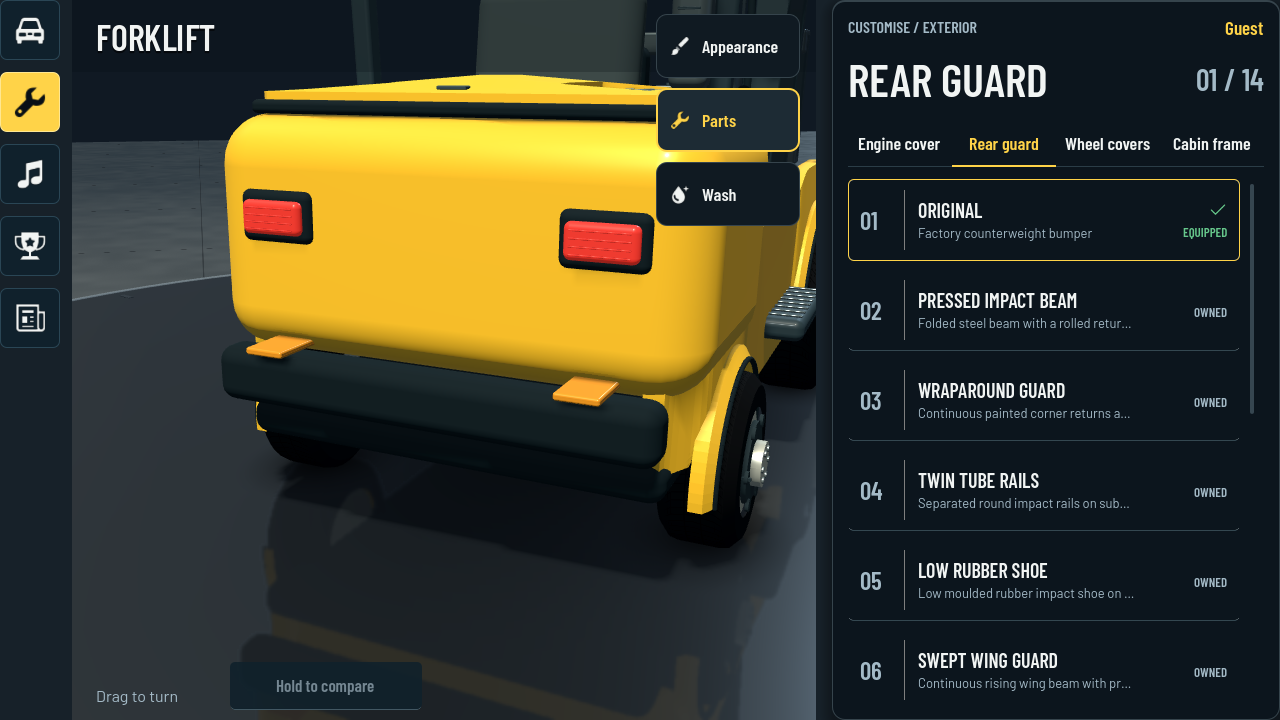 FORKLIFT
Appearance
Parts
Wash
Drag to turn
Hold to compare
CUSTOMISE / EXTERIOR
Guest
REAR GUARD
01 / 14
Engine cover
Rear guard
Wheel covers
Cabin frame
01
ORIGINAL
Factory counterweight bumper
EQUIPPED
02
PRESSED IMPACT BEAM
Folded steel beam with a rolled retur...
OWNED
03
WRAPAROUND GUARD
Continuous painted corner returns a...
OWNED
04
TWIN TUBE RAILS
Separated round impact rails on sub...
OWNED
05
LOW RUBBER SHOE
Low moulded rubber impact shoe on ...
OWNED
06
SWEPT WING GUARD
Continuous rising wing beam with pr...
OWNED